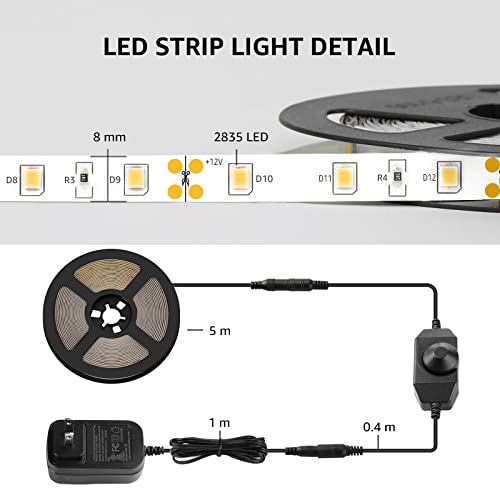 LED STRIP LIGHT DETAIL
8 mm
2835 LED
+12V
D8
R3
D9
D10
D11
R4
D12
5 m
1 m
0.4 m